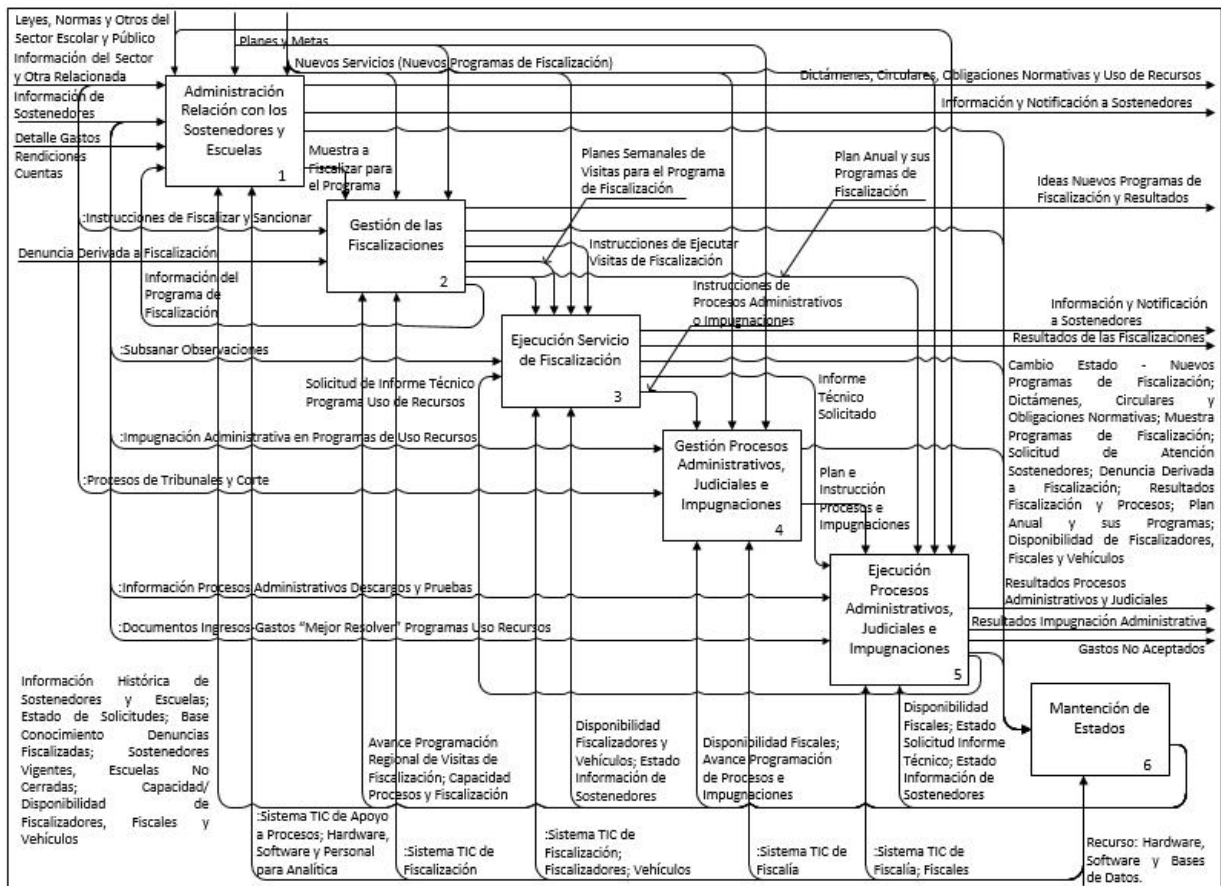 Leyes, Normas y Otros del
Sector Escolar y Público
Información del Sector
y Otra Relacionada
Información de
Sostenedores
Detalle Gastos
Rendiciones
Cuentas
Planes y Metas
Nuevos Servicios (Nuevos Programas de Fiscalización)
Administración
Relación con los
Sostenedores y
Escuelas
1
Dictámenes, Circulares, Obligaciones Normativas y Uso de Recursos
Información y Notificación a Sostenedores
Muestra a
Fiscalizar para
el Programa
Planes Semanales de
Visitas para el Programa
de Fiscalización
Plan Anual y sus
Programas de
Fiscalización
Ideas Nuevos Programas de
Fiscalización y Resultados
:Instrucciones de Fiscalizar y Sancionar
Gestión de las
Fiscalizaciones
2
Denuncia Derivada a Fiscalización
Información del
Programa de
Fiscalización
Instrucciones de Ejecutar
Visitas de Fiscalización
Instrucciones de
Procesos Administrativos
o Impugnaciones
Información y Notificación
a Sostenedores
Resultados de las Fiscalizaciones
Ejecución Servicio
de Fiscalización
3
:Subsanar Observaciones
Solicitud de Informe Técnico
Programa Uso de Recursos
Informe
Técnico
Solicitado
Cambio Estado - Nuevos
Programas de Fiscalización;
Dictámenes, Circulares y
Obligaciones Normativas; Muestra
Programas de Fiscalización;
Solicitud de Atención
Sostenedores; Denuncia Derivada
a Fiscalización; Resultados
Fiscalización y Procesos; Plan
Anual y sus Programas;
Disponibilidad de Fiscalizadores,
Fiscales y Vehículos
:Impugnación Administrativa en Programas de Uso Recursos
:Procesos de Tribunales y Corte
Gestión Procesos
Administrativos,
Judiciales e
Impugnaciones
4
Plan e
Instrucción
Procesos e
Impugnaciones
:Información Procesos Administrativos Descargos y Pruebas
:Documentos Ingresos-Gastos "Mejor Resolver" Programas Uso Recursos
Ejecución
Procesos
Administrativos,
Judiciales e
Impugnaciones
5
Resultados Procesos
Administrativos y Judiciales
Resultados Impugnación Administrativa
Gastos No Aceptados
Información Histórica de
Sostenedores y Escuelas;
Estado de Solicitudes; Base
Conocimiento Denuncias
Fiscalizadas; Sostenedores
Vigentes, Escuelas No
Cerradas; Capacidad/
Disponibilidad de
Fiscalizadores, Fiscales y
Vehículos
Avance Programación
Regional de Visitas de
Fiscalización; Capacidad
Procesos y Fiscalización
Disponibilidad
Fiscalizadores y
Vehículos; Estado
Información de
Sostenedores
Disponibilidad Fiscales;
Avance Programación
de Procesos e
Impugnaciones
Disponibilidad
Fiscales; Estado
Solicitud Informe
Técnico; Estado
Información de
Sostenedores
Mantención de
Estados
6
:Sistema TIC de Apoyo
a Procesos; Hardware,
Software y Personal
para Analítica
:Sistema TIC de
Fiscalización
:Sistema TIC de
Fiscalización;
Fiscalizadores; Vehículos
:Sistema TIC de
Fiscalía
:Sistema TIC de
Fiscalía; Fiscales
Recurso: Hardware,
Software y Bases
de Datos.